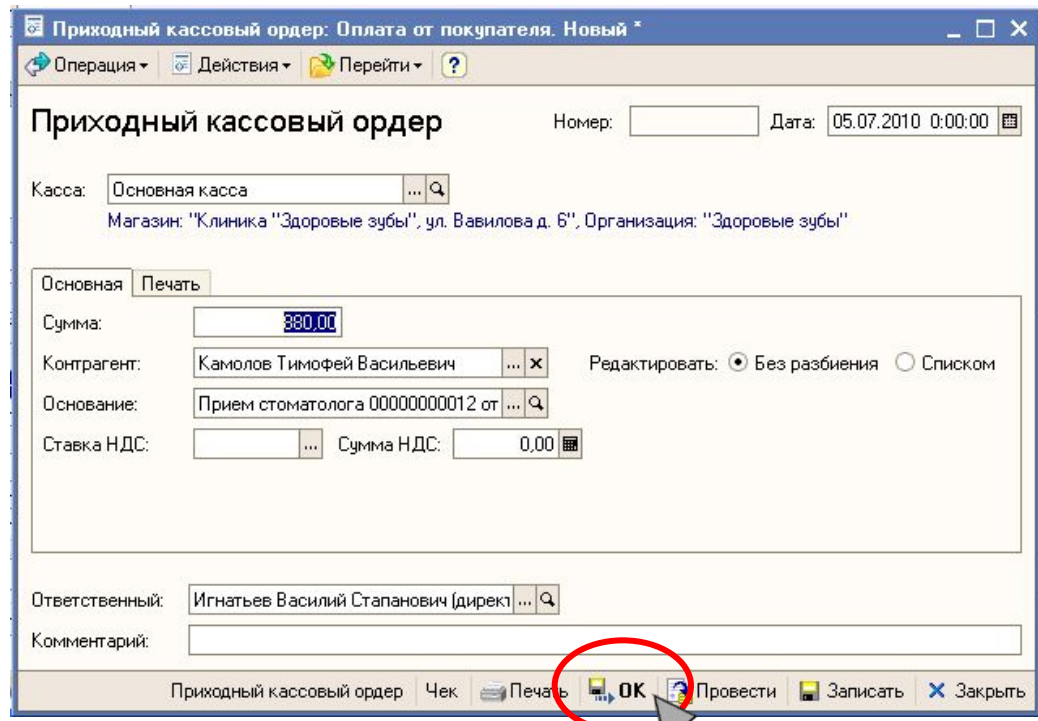 Приходный кассовый ордер: Оплата от покупателя. Новый *
Операция Действия Перейти ?
Приходный кассовый ордер Номер: Дата: 05.07.2010 0:00:00
Касса: Основная касса ...
Магазин: "Клиника "Здоровые зубы", ул. Вавилова д. 6", Организация: "Здоровые зубы"
Основная Печать
Сумма: 880,00
Контрагент: Камолов Тимофей Васильевич ... x Редактировать: Без разбиения Списком
Основание: Прием стоматолога 00000000012 от ...
Ставка НДС: ... Сумма НДС: 0,00
Ответственный: Игнатьев Василий Стапанович (директ ...
Комментарий:
Приходный кассовый ордер Чек Печать OK Провести Записать Закрыть